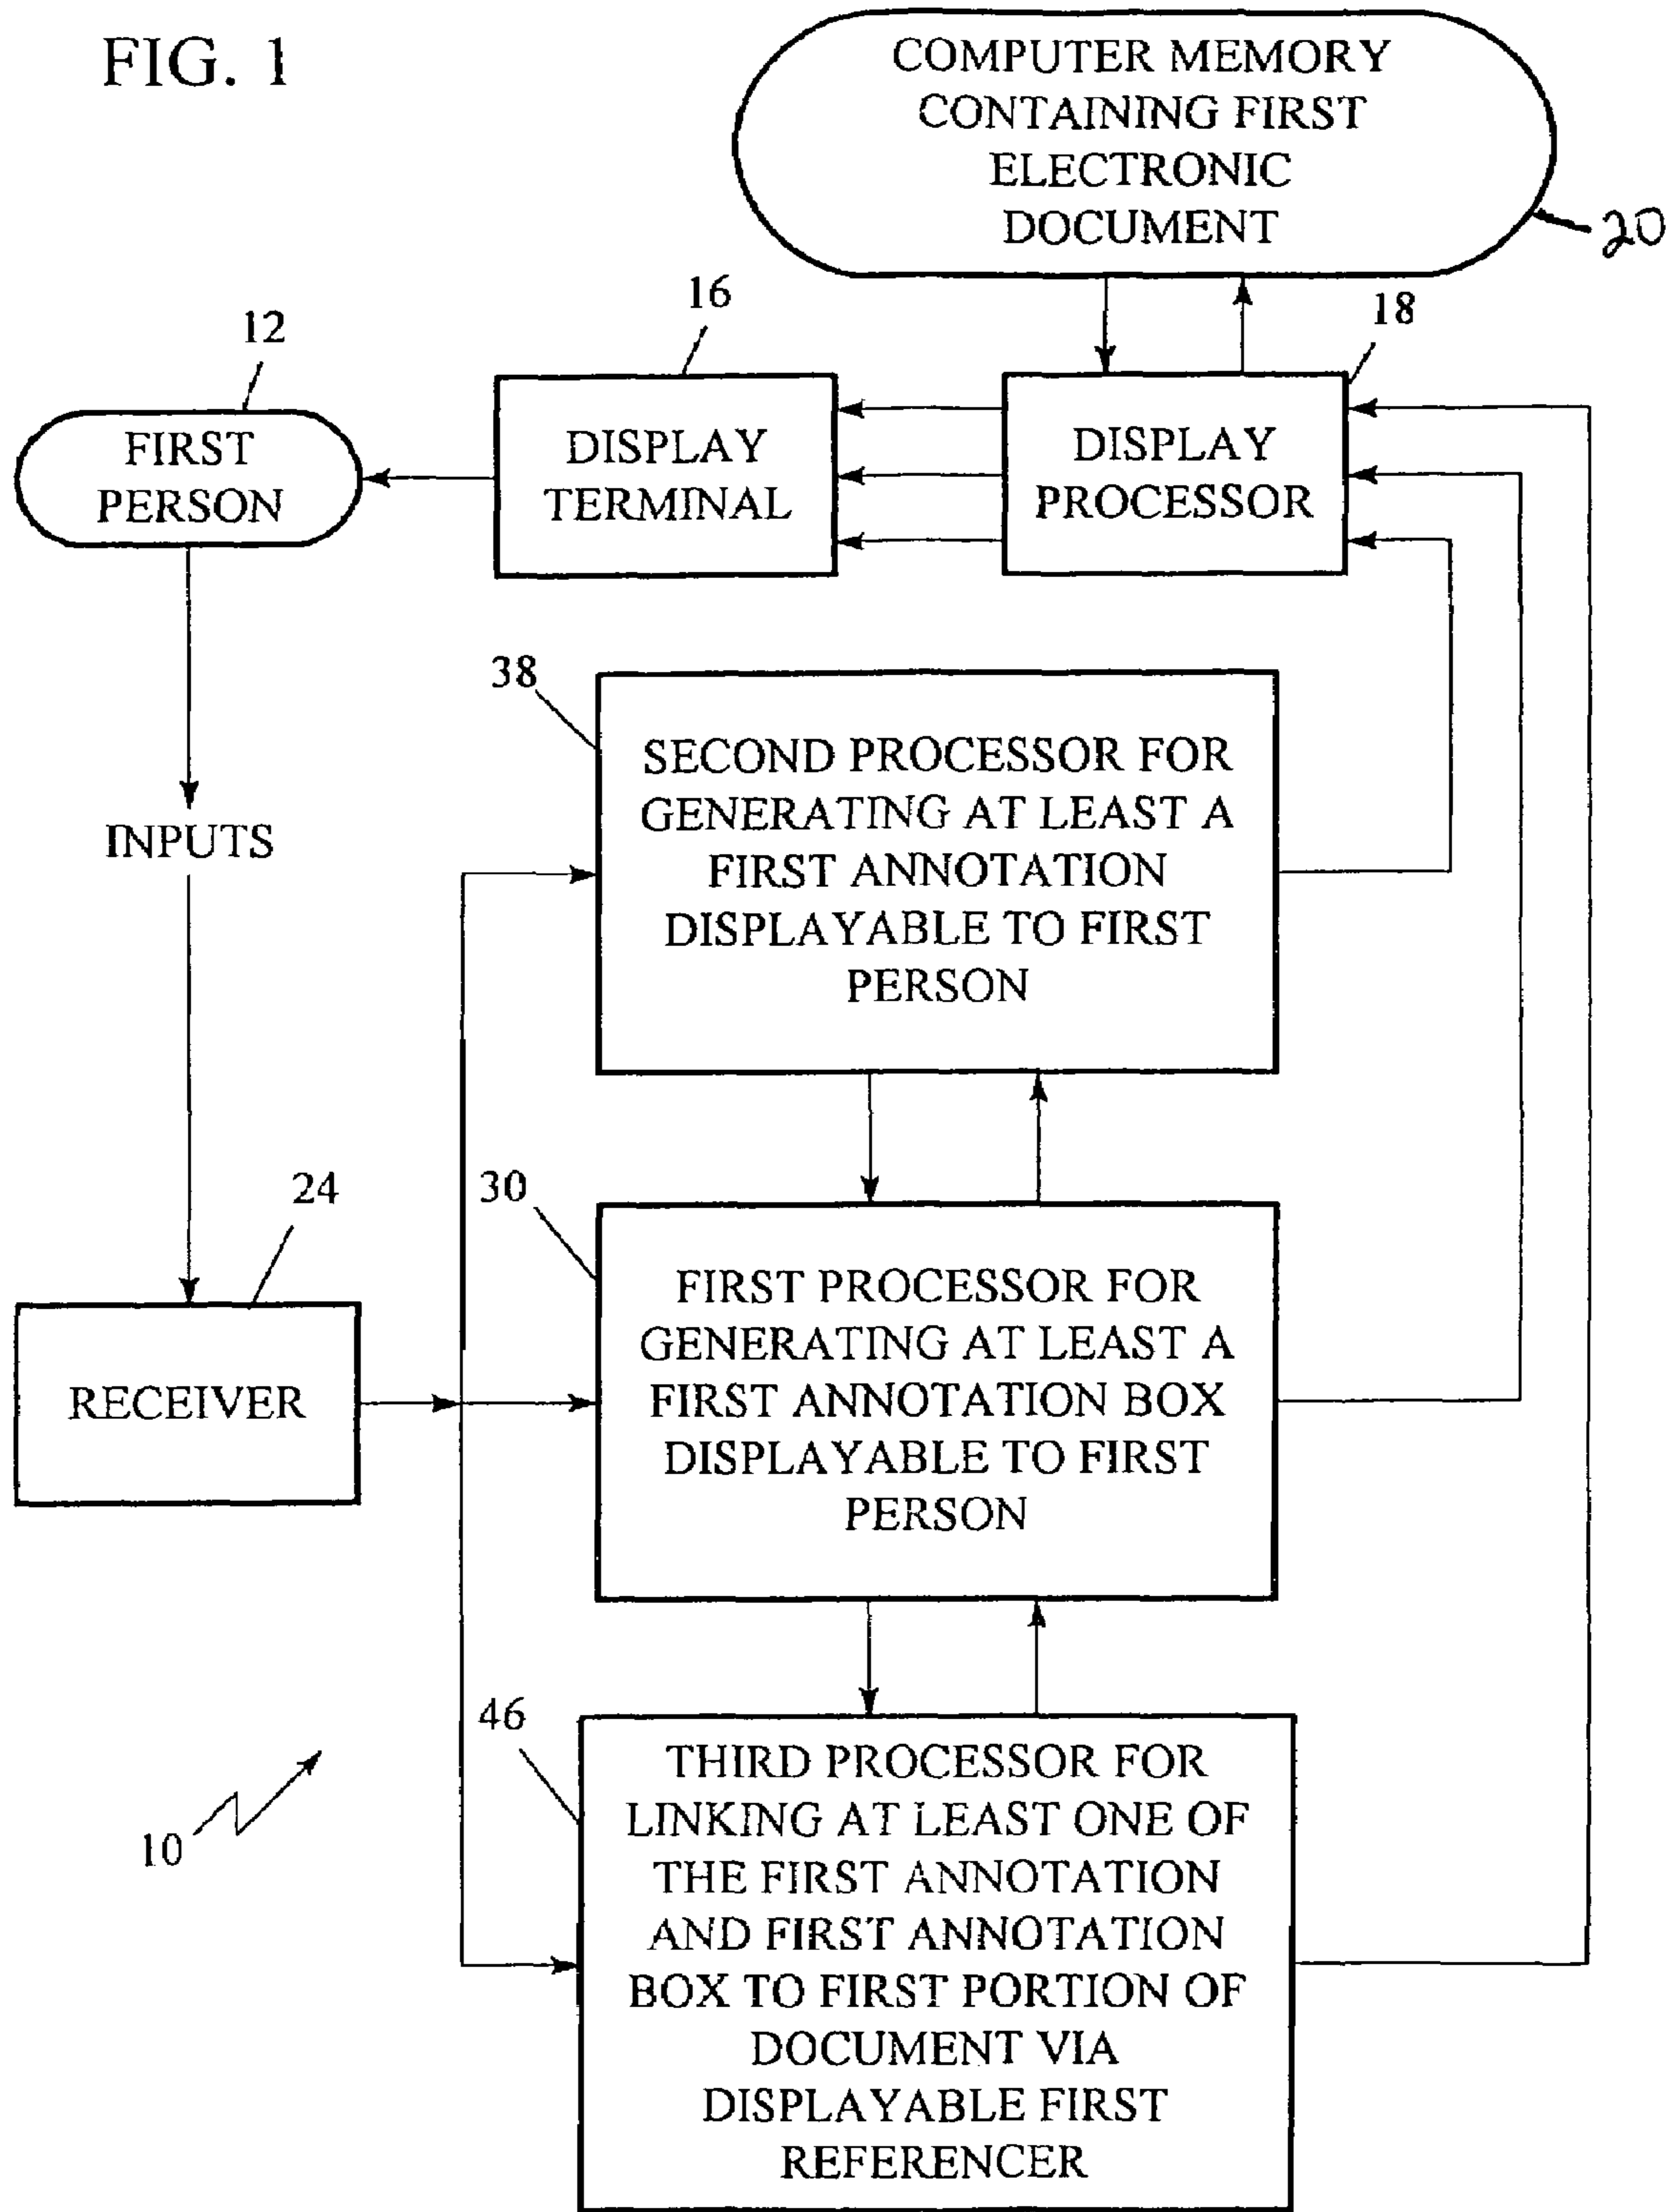 FIG. 1
COMPUTER MEMORY
CONTAINING FIRST
ELECTRONIC
DOCUMENT
20
16
18
12
FIRST
PERSON
DISPLAY
TERMINAL
DISPLAY
PROCESSOR
38
SECOND PROCESSOR FOR
GENERATING AT LEAST A
FIRST ANNOTATION
DISPLAYABLE TO FIRST
PERSON
INPUTS
24
30
RECEIVER
FIRST PROCESSOR FOR
GENERATING AT LEAST A
FIRST ANNOTATION BOX
DISPLAYABLE TO FIRST
PERSON
46
THIRD PROCESSOR FOR
LINKING AT LEAST ONE OF
THE FIRST ANNOTATION
AND FIRST ANNOTATION
BOX TO FIRST PORTION OF
DOCUMENT VIA
DISPLAYABLE FIRST
REFERENCER
10